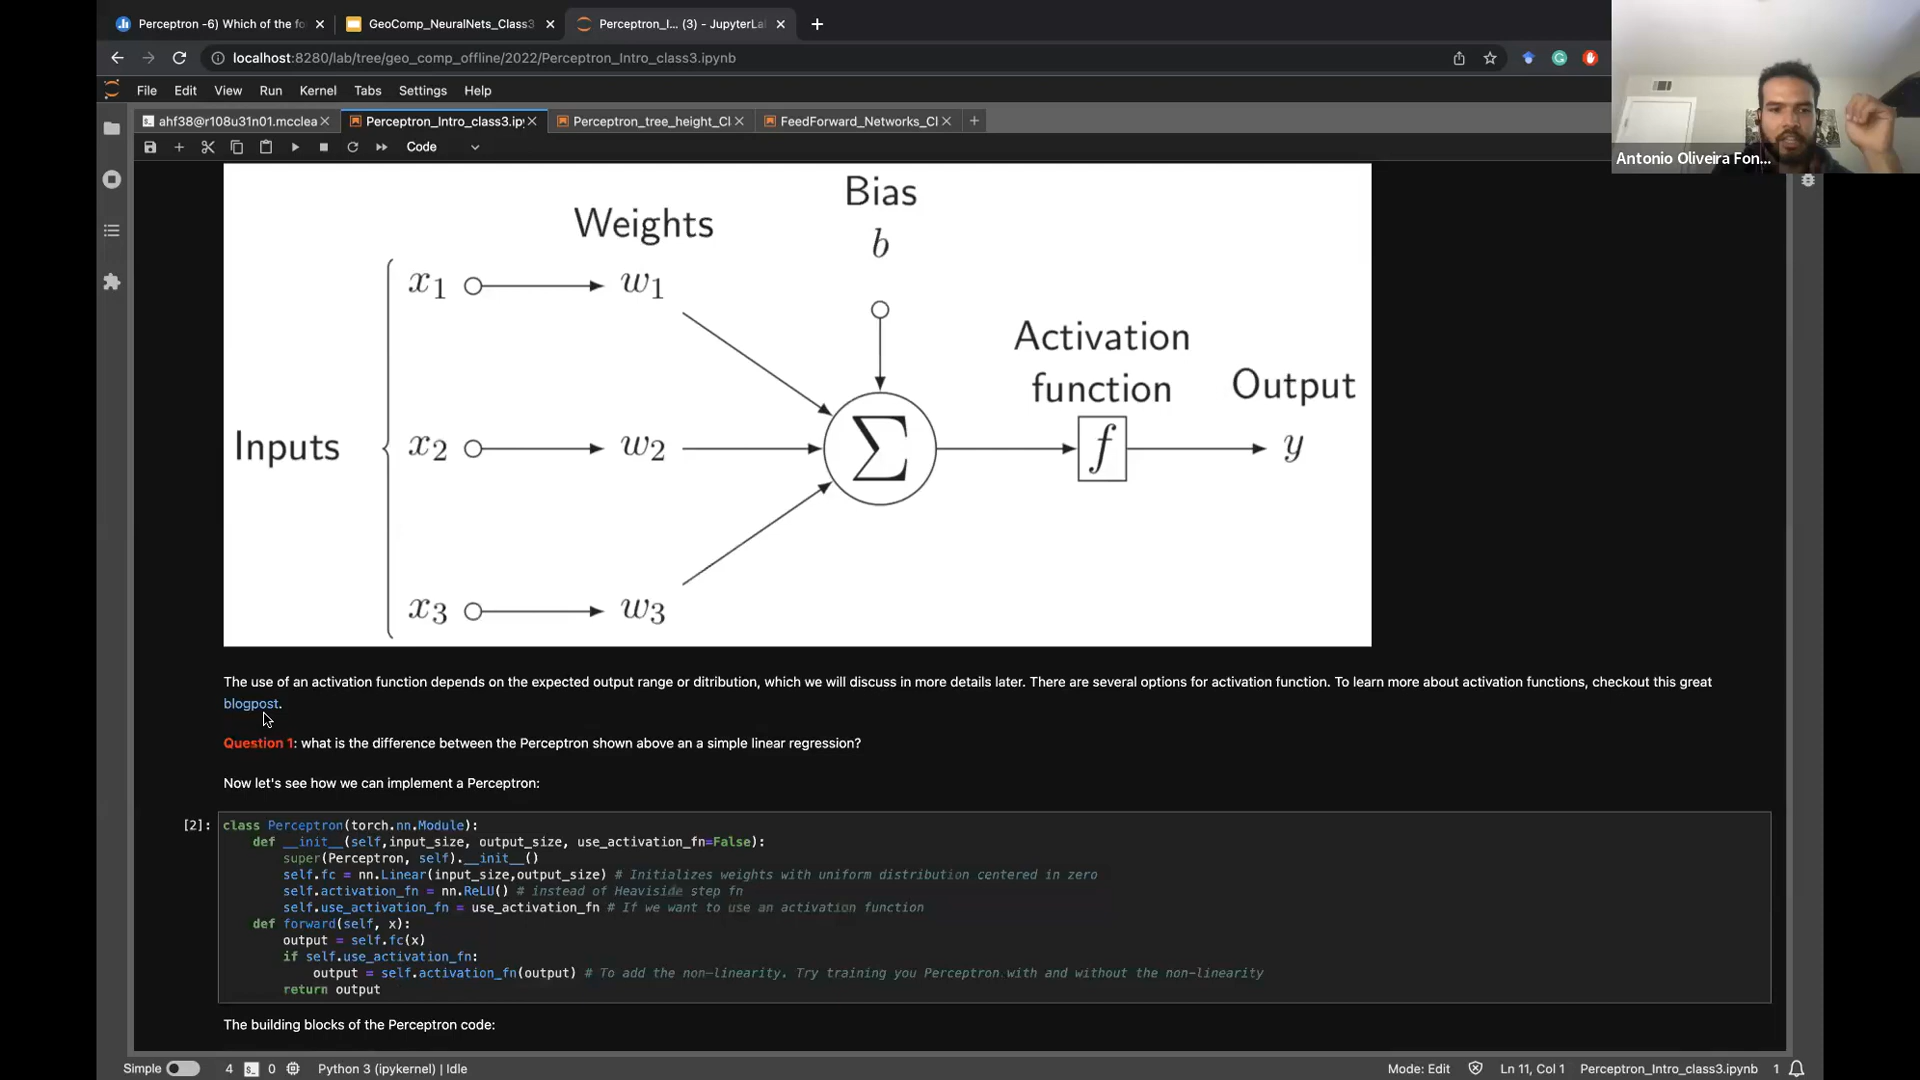 Perceptron -6) Which of the fo
GeoComp_NeuralNets_Class3
Perceptron_I... (3) - JupyterLa
localhost:8280/lab/tree/geo_comp_offline/2022/Perceptron_Intro_class3.ipynb
File Edit View Run Kernel Tabs Settings Help
ahf38@r108u31n01.mcclea
Perceptron_Intro_class3.ipy
Perceptron_tree_height_Cl
FeedForward_Networks_Cl
Code
Antonio Oliveira Fon...
Bias
b
Weights
x1 w1
Activation
function
Output
Inputs
x2 w2 ∑ f y
x3 w3
The use of an activation function depends on the expected output range or ditribution, which we will discuss in more details later. There are several options for activation function. To learn more about activation functions, checkout this great
blogpost.
Question 1: what is the difference between the Perceptron shown above an a simple linear regression?
Now let's see how we can implement a Perceptron:
[2]: class Perceptron(torch.nn.Module):
def __init__(self,input_size, output_size, use_activation_fn=False):
super(Perceptron, self).__init__()
self.fc = nn.Linear(input_size,output_size) # Initializes weights with uniform distribution centered in zero
self.activation_fn = nn.ReLU() # instead of Heaviside step fn
self.use_activation_fn = use_activation_fn # If we want to use an activation function
def forward(self, x):
output = self.fc(x)
if self.use_activation_fn:
output = self.activation_fn(output) # To add the non-linearity. Try training you Perceptron with and without the non-linearity
return output
The building blocks of the Perceptron code:
Simple 4 0 Python 3 (ipykernel) | Idle Mode: Edit Ln 11, Col 1 Perceptron_Intro_class3.ipynb 1